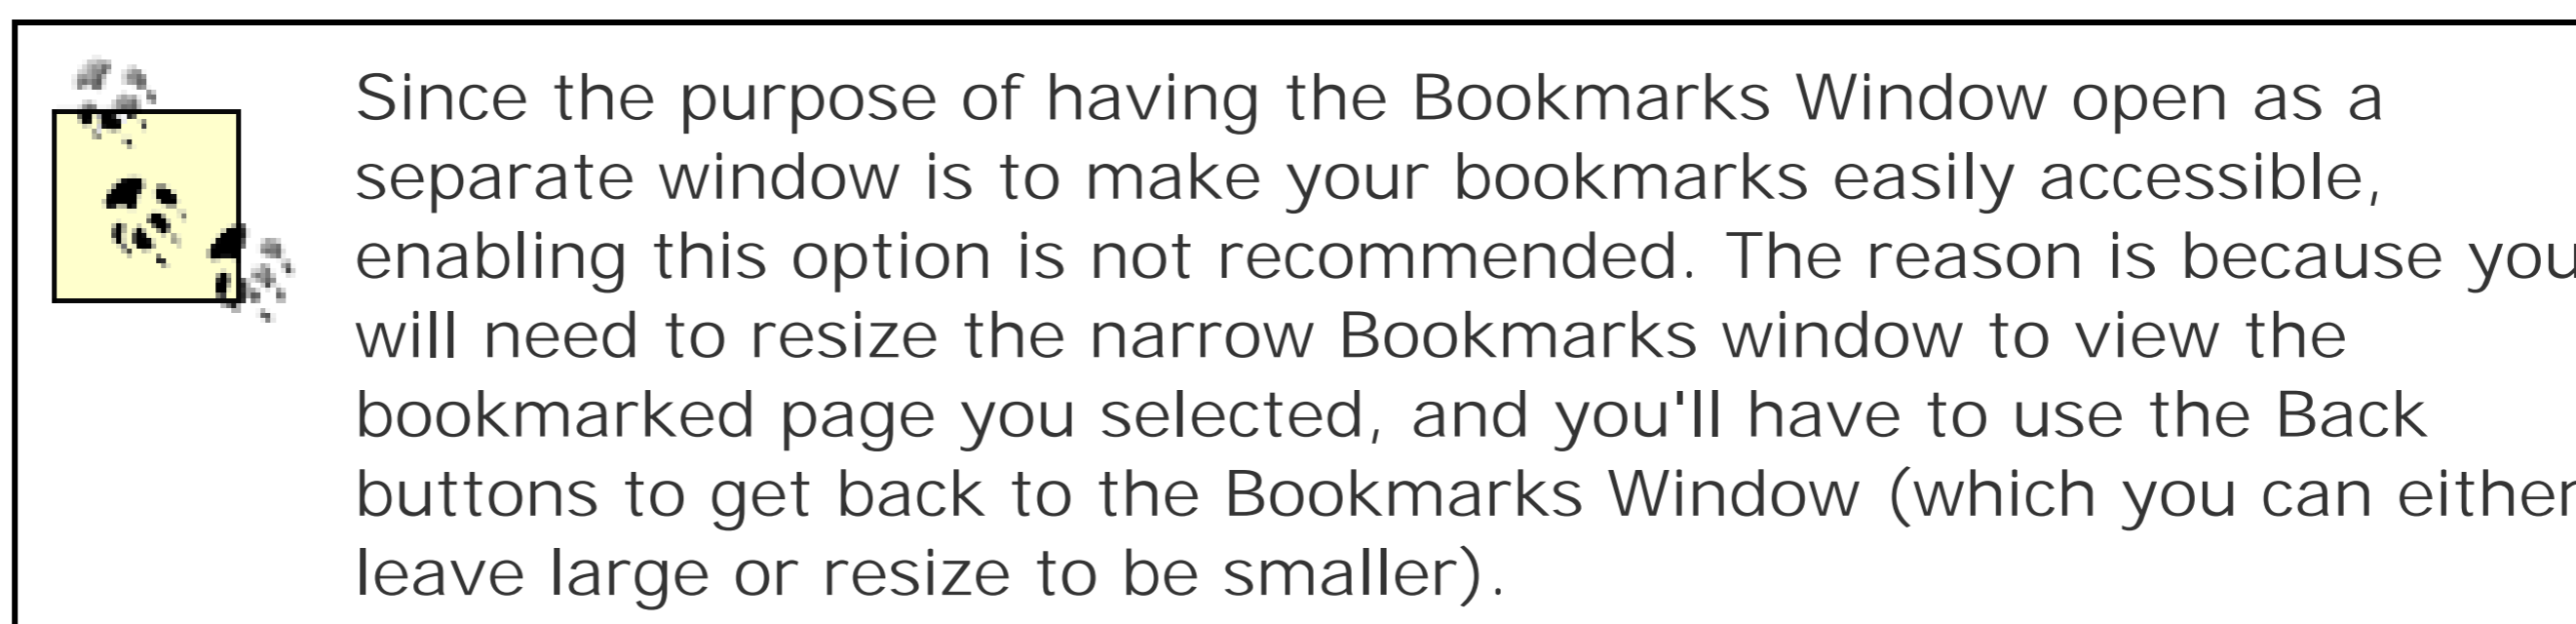 Since the purpose of having the Bookmarks Window open as a
separate window is to make your bookmarks easily accessible,
enabling this option is not recommended. The reason is because you
will need to resize the narrow Bookmarks window to view the
bookmarked page you selected, and you'll have to use the Back
buttons to get back to the Bookmarks Window (which you can either
leave large or resize to be smaller).